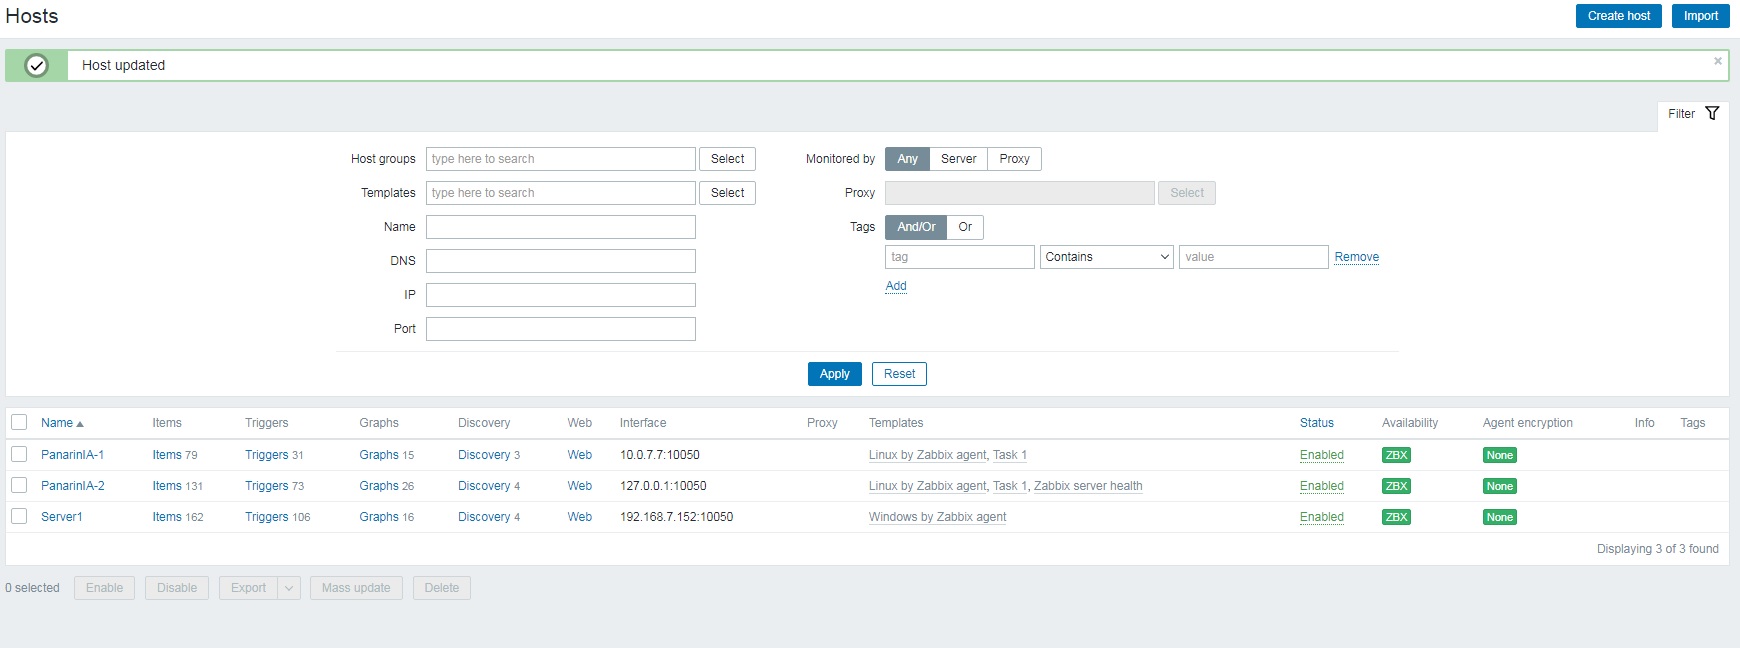 Hosts Create host Import
Host updated ×
Filter
Host groups type here to search Select Monitored by Any Server Proxy
Templates type here to search Select Proxy Select
Name Tags And/Or Or
DNS tag Contains value Remove
Add
IP
Port
Apply Reset
Name Items Triggers Graphs Discovery Web Interface Proxy Templates Status Availability Agent encryption Info Tags
PanarinIA-1 Items 79 Triggers 31 Graphs 15 Discovery 3 Web 10.0.7.7:10050 Linux by Zabbix agent, Task 1 Enabled ZBX None
PanarinIA-2 Items 131 Triggers 73 Graphs 26 Discovery 4 Web 127.0.0.1:10050 Linux by Zabbix agent, Task 1, Zabbix server health Enabled ZBX None
Server1 Items 162 Triggers 106 Graphs 16 Discovery 4 Web 192.168.7.152:10050 Windows by Zabbix agent Enabled ZBX None
Displaying 3 of 3 found
0 selected Enable Disable Export Mass update Delete